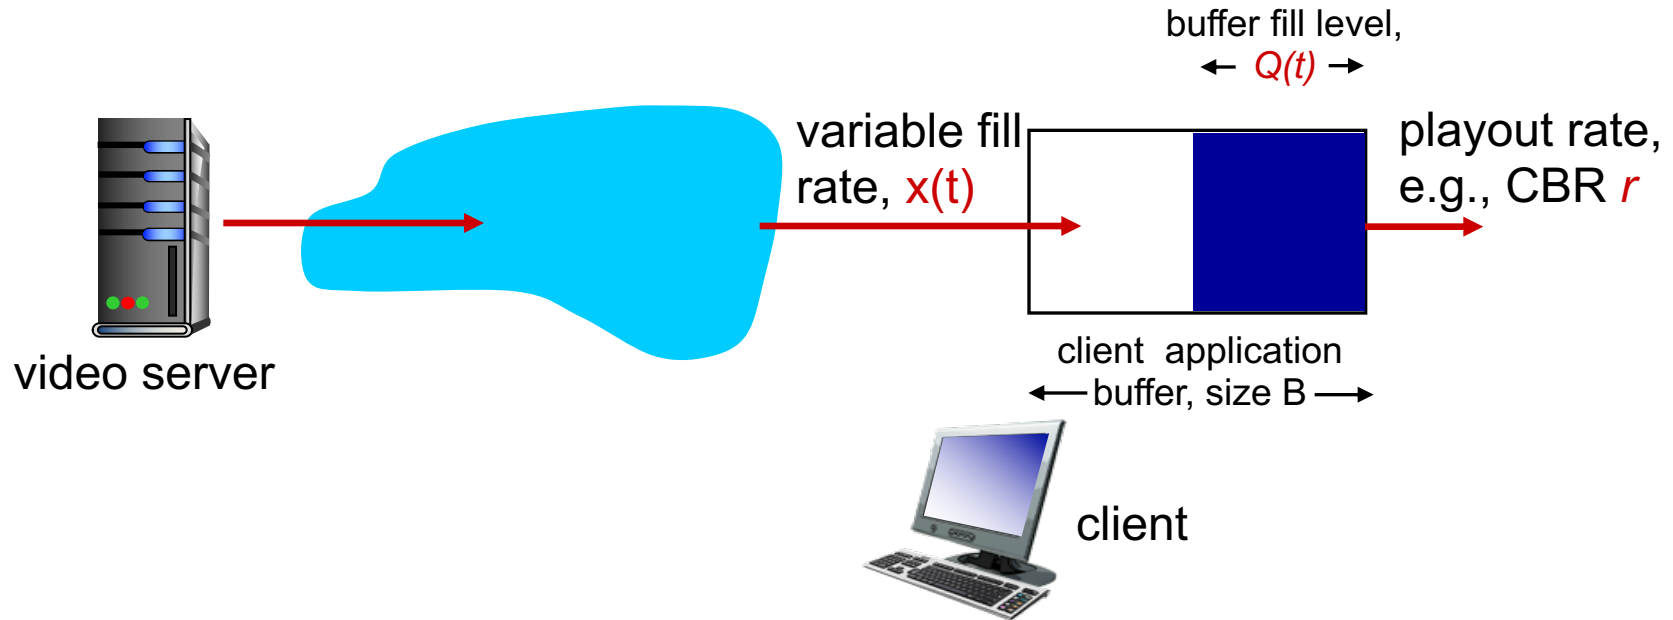 buffer fill level,
Q(t)
variable fill
rate, x(t)
playout rate,
e.g., CBR r
video server
client application
buffer, size B
client